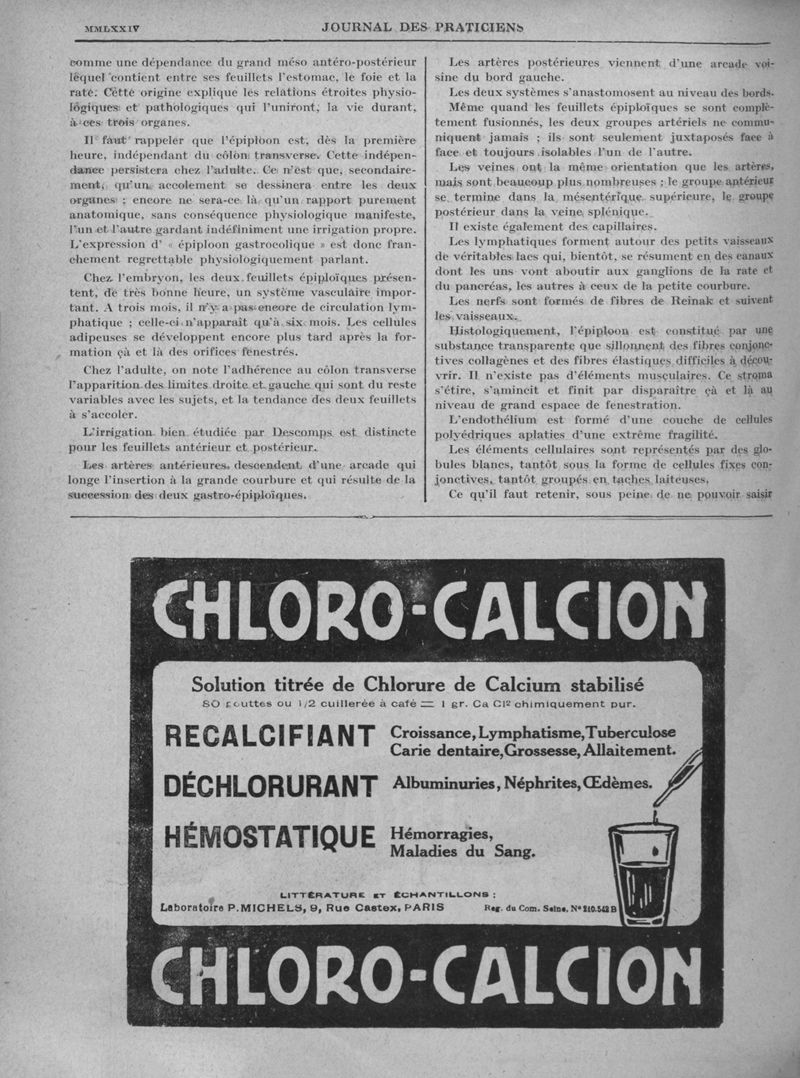 MMLXXIV
JOURNAL DES PRATICIENS
comme une dépendance du grand méso antéro-postérieur
lequel contient entre ses feuillets l'estomac, le foie et la
rate. Cette origine explique les relations étroites physio-
logiques et pathologiques qui l'uniront, la vie durant,
à ces trois organes.
Il faut rappeler que l'épiploon est, dès la première
heure, indépendant du côlon transverse. Cette indépen-
dance persistera chez l'adulte. Ce n'est que, secondaire-
ment, qu'un accolement se dessinera entre les deux
organes ; encore ne sera-ce là qu'un rapport purement
anatomique, sans conséquence physiologique manifeste,
l'un et l'autre gardant indéfiniment une irrigation propre.
L'expression d' « épiploon gastrocolique » est donc fran-
chement regrettable physiologiquement parlant.
Chez l'embryon, les deux feuillets épiploïques présen-
tent, de très bonne heure, un système vasculaire impor-
tant. A trois mois, il n'y a pas encore de circulation lym-
phatique ; celle-ci n'apparaît qu'à six mois. Les cellules
adipeuses se développent encore plus tard après la for-
mation çà et là des orifices fenestrés.
Chez l'adulte, on note l'adhérence au côlon transverse
l'apparition des limites droite et gauche qui sont du reste
variables avec les sujets, et la tendance des deux feuillets
à s'accoler.
L'irrigation bien étudiée par Descomps est distincte
pour les feuillets antérieur et postérieur.
Les artères antérieures descendent d'une arcade qui
longe l'insertion à la grande courbure et qui résulte de la
succession des deux gastro-épiploïques.
Les artères postérieures viennent d'une arcade voi-
sine du bord gauche.
Les deux systèmes s'anastomosent au niveau des bords.
Même quand les feuillets épiploïques se sont complè-
tement fusionnés, les deux groupes artériels ne commu-
niquent jamais ; ils sont seulement juxtaposés face à
face et toujours isolables l'un de l'autre.
Les veines ont la même orientation que les artères,
mais sont beaucoup plus nombreuses ; le groupe antérieur
se termine dans la mésentérique supérieure, le groupe
postérieur dans la veine splénique.
Il existe également des capillaires.
Les lymphatiques forment autour des petits vaisseaux
de véritables lacs qui, bientôt, se résument en des canaux
dont les uns vont aboutir aux ganglions de la rate et
du pancréas, les autres à ceux de la petite courbure.
Les nerfs sont formés de fibres de Reinak et suivent
les vaisseaux.
Histologiquement, l'épiploon est constitué par une
substance transparente que sillonnent des fibres conjonc-
tives collagènes et des fibres élastiques difficiles à décou-
vrir. Il n'existe pas d'éléments musculaires. Ce stroma
s'étire, s'amincit et finit par disparaître çà et là au
niveau de grand espace de fenestration.
L'endothélium est formé d'une couche de cellules
polyédriques aplaties d'une extrême fragilité.
Les éléments cellulaires sont représentés par des glo-
bules blancs, tantôt sous la forme de cellules fixes con-
jonctives, tantôt groupés en taches laiteuses.
Ce qu'il faut retenir, sous peine de ne pouvoir saisir
CHLORO-CALCION
Solution titrée de Chlorure de Calcium stabilisé
80 gouttes ou 1/2 cuillerée à café = 1 gr. Ca Cl² chimiquement pur.
RECALCIFIANT
Croissance, Lymphatisme, Tuberculose
Carie dentaire, Grossesse, Allaitement.
DÉCHLORURANT
Albuminuries, Néphrites, Œdèmes.
HÉMOSTATIQUE
Hémorragies,
Maladies du Sang.
LITTÉRATURE ET ÉCHANTILLONS :
Laboratoire P. MICHELS, 9, Rue Castex, PARIS
Reg. du Com. Seine, N° 210.542 B
CHLORO-CALCION